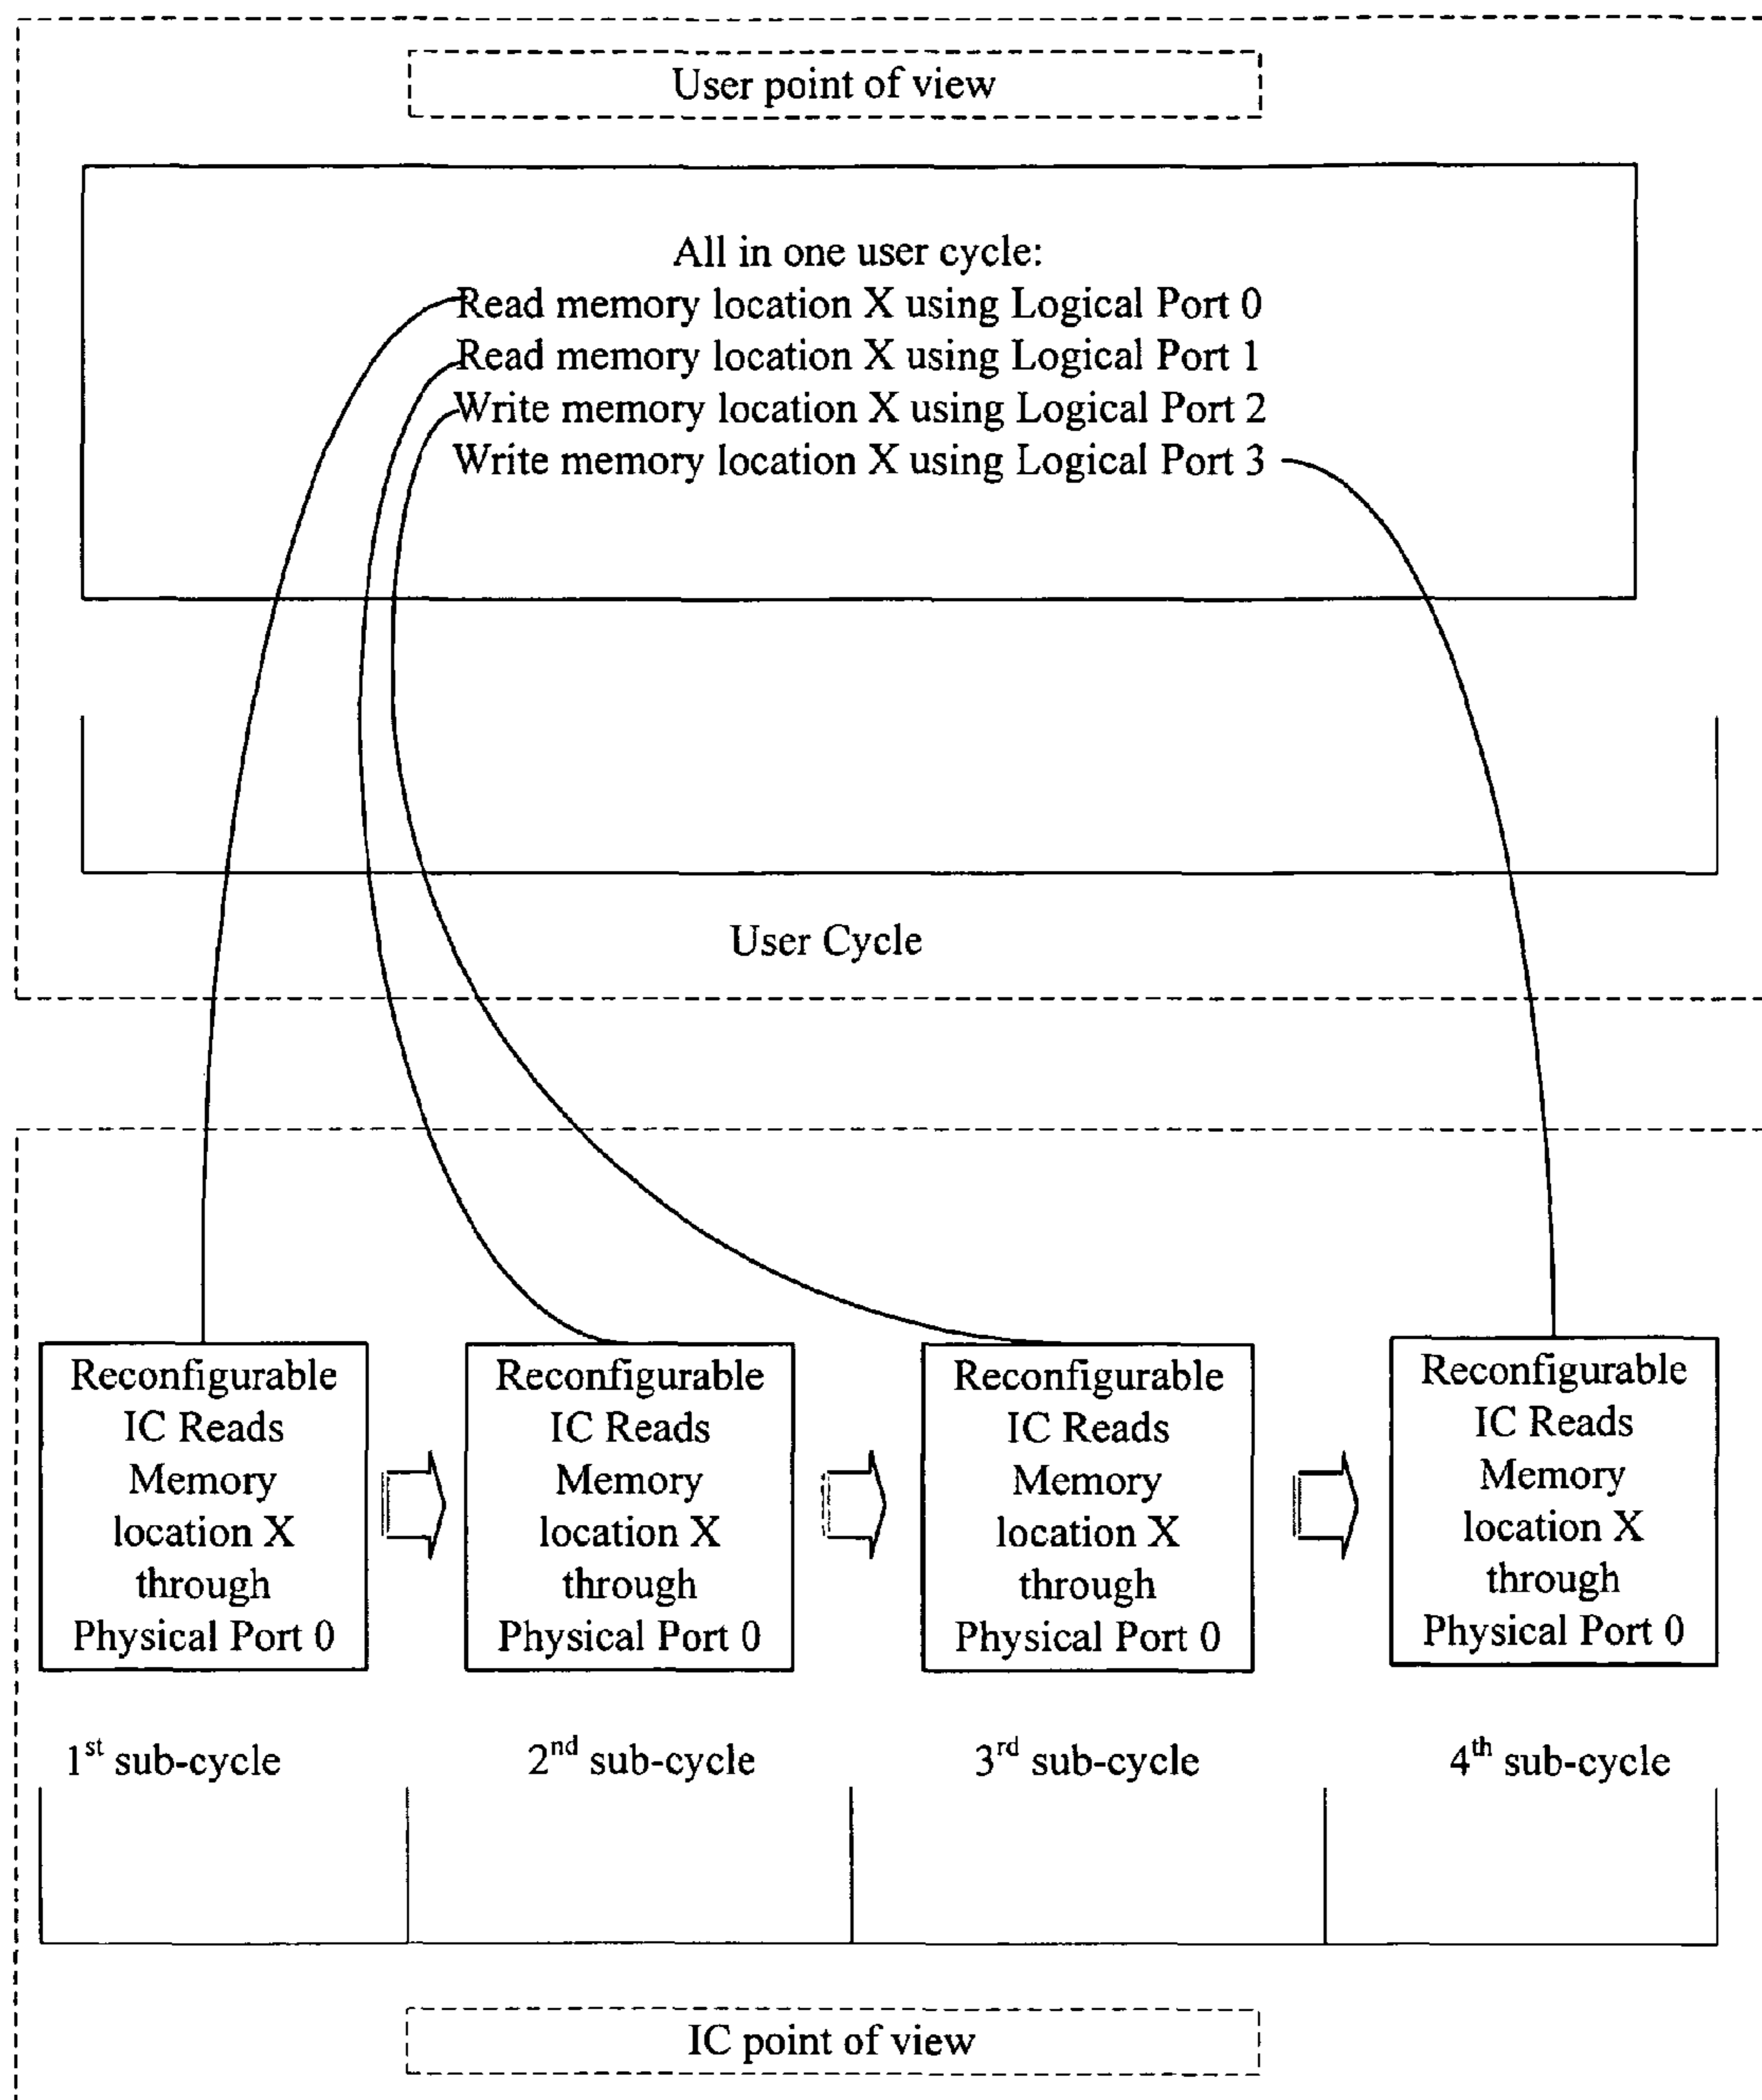 User point of view
All in one user cycle:
Read memory location X using Logical Port 0
Read memory location X using Logical Port 1
Write memory location X using Logical Port 2
Write memory location X using Logical Port 3
User Cycle
Reconfigurable
IC Reads
Memory
location X
through
Physical Port 0
Reconfigurable
IC Reads
Memory
location X
through
Physical Port 0
Reconfigurable
IC Reads
Memory
location X
through
Physical Port 0
Reconfigurable
IC Reads
Memory
location X
through
Physical Port 0
1st sub-cycle
2nd sub-cycle
3rd sub-cycle
4th sub-cycle
IC point of view